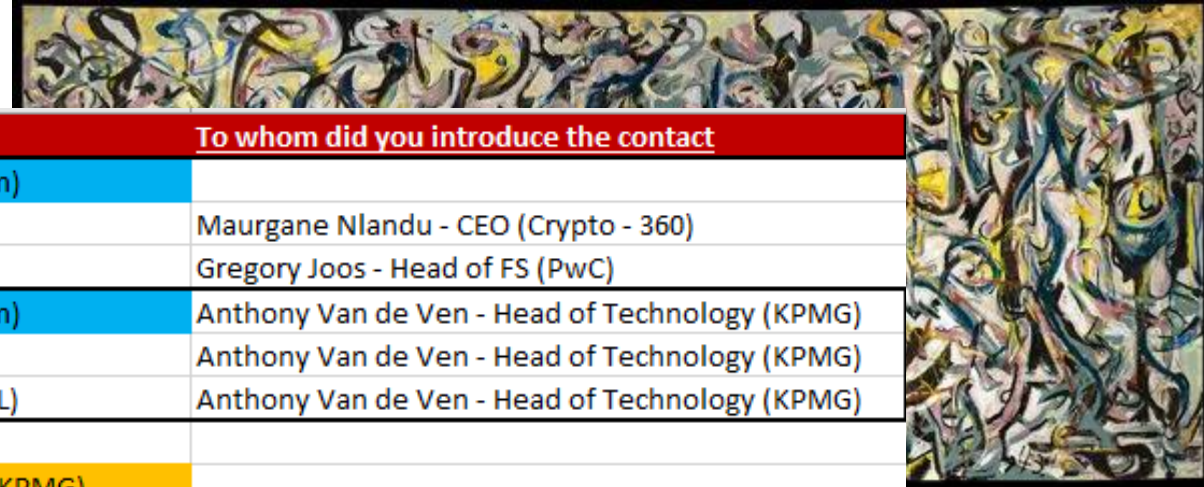 To whom did you introduce the contact
n)
Maurgane Nlandu - CEO (Crypto - 360)
Gregory Joos - Head of FS (PwC)
n) Anthony Van de Ven - Head of Technology (KPMG)
Anthony Van de Ven - Head of Technology (KPMG)
L) Anthony Van de Ven - Head of Technology (KPMG)
KPMG)